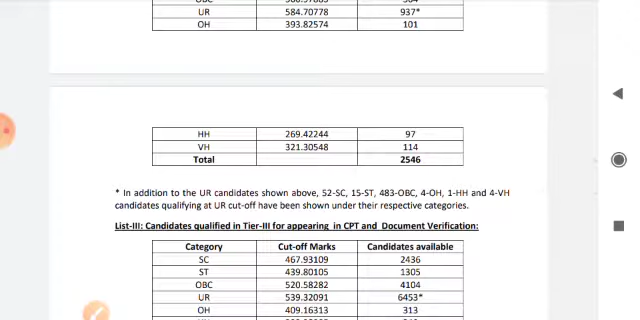 UR 584.70778 937*
OH 393.82574 101
HH 269.42244 97
VH 321.30548 114
Total 2546
* In addition to the UR candidates shown above, 52-SC, 15-ST, 483-OBC, 4-OH, 1-HH and 4-VH
candidates qualifying at UR cut-off have been shown under their respective categories.
List-III: Candidates qualified in Tier-III for appearing in CPT and Document Verification:
Category Cut-off Marks Candidates available
SC 467.93109 2436
ST 439.80105 1305
OBC 520.58282 4104
UR 539.32091 6453*
OH 409.16313 313